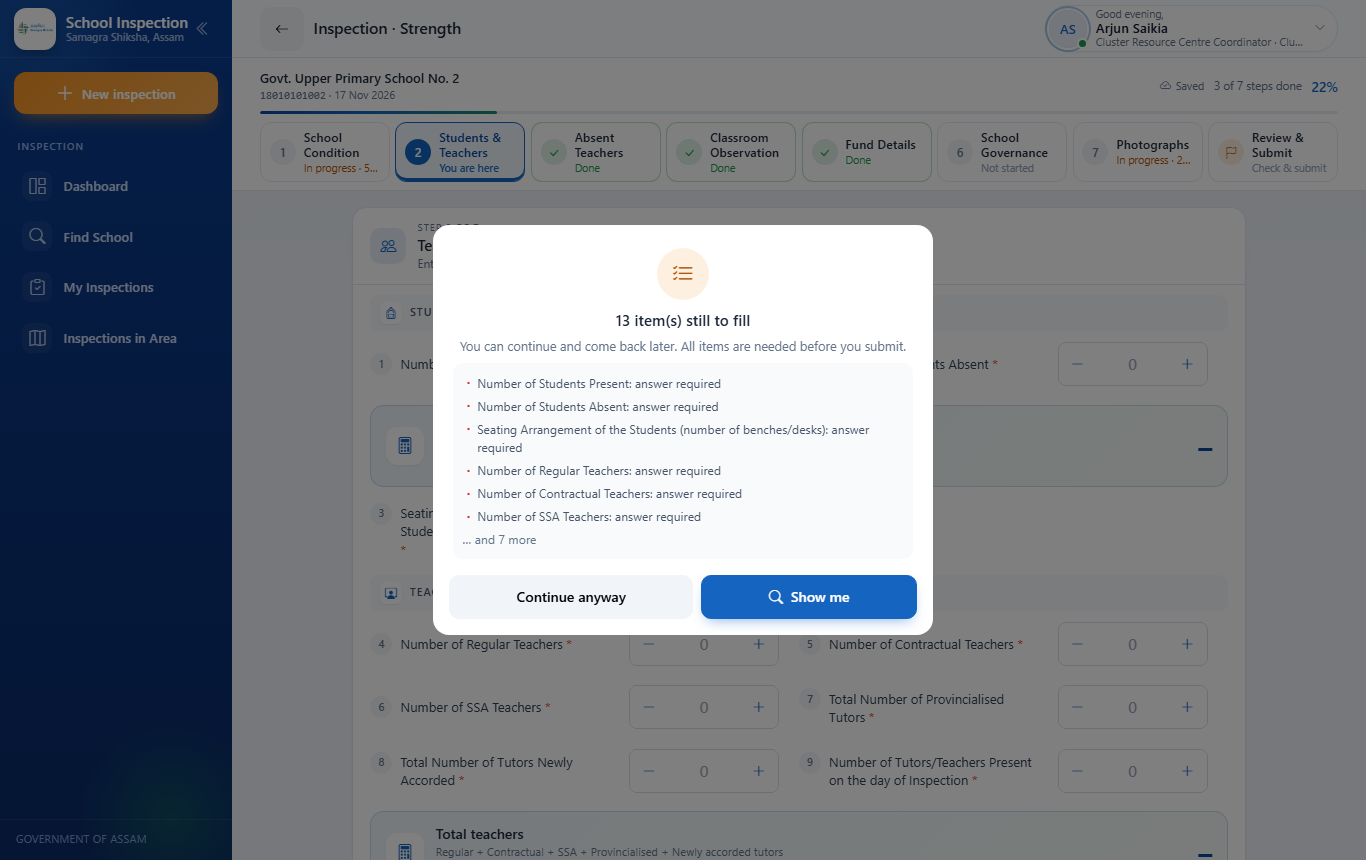 School Inspection
Samagra Shiksha, Assam
New inspection
INSPECTION
Dashboard
Find School
My Inspections
Inspections in Area
GOVERNMENT OF ASSAM
Inspection · Strength
AS
Good evening,
Arjun Saikia
Cluster Resource Centre Coordinator · Clu...
Govt. Upper Primary School No. 2
18010101002 · 17 Nov 2026
Saved 3 of 7 steps done 22%
1 School Condition
In progress · 5...
2 Students & Teachers
You are here
Absent Teachers
Done
Classroom Observation
Done
Fund Details
Done
6 School Governance
Not started
7 Photographs
In progress · 2...
Review & Submit
Check & submit
13 item(s) still to fill
You can continue and come back later. All items are needed before you submit.
· Number of Students Present: answer required
· Number of Students Absent: answer required
· Seating Arrangement of the Students (number of benches/desks): answer
required
· Number of Regular Teachers: answer required
· Number of Contractual Teachers: answer required
· Number of SSA Teachers: answer required
... and 7 more
Continue anyway
Show me
1
Absent *
− 0 +
3
*
4 Number of Regular Teachers *
− 0 +
5 Number of Contractual Teachers *
− 0 +
6 Number of SSA Teachers *
− 0 +
7 Total Number of Provincialised
Tutors *
− 0 +
8 Total Number of Tutors Newly
Accorded *
− 0 +
9 Number of Tutors/Teachers Present
on the day of Inspection *
− 0 +
Total teachers
Regular + Contractual + SSA + Provincialised + Newly accorded tutors